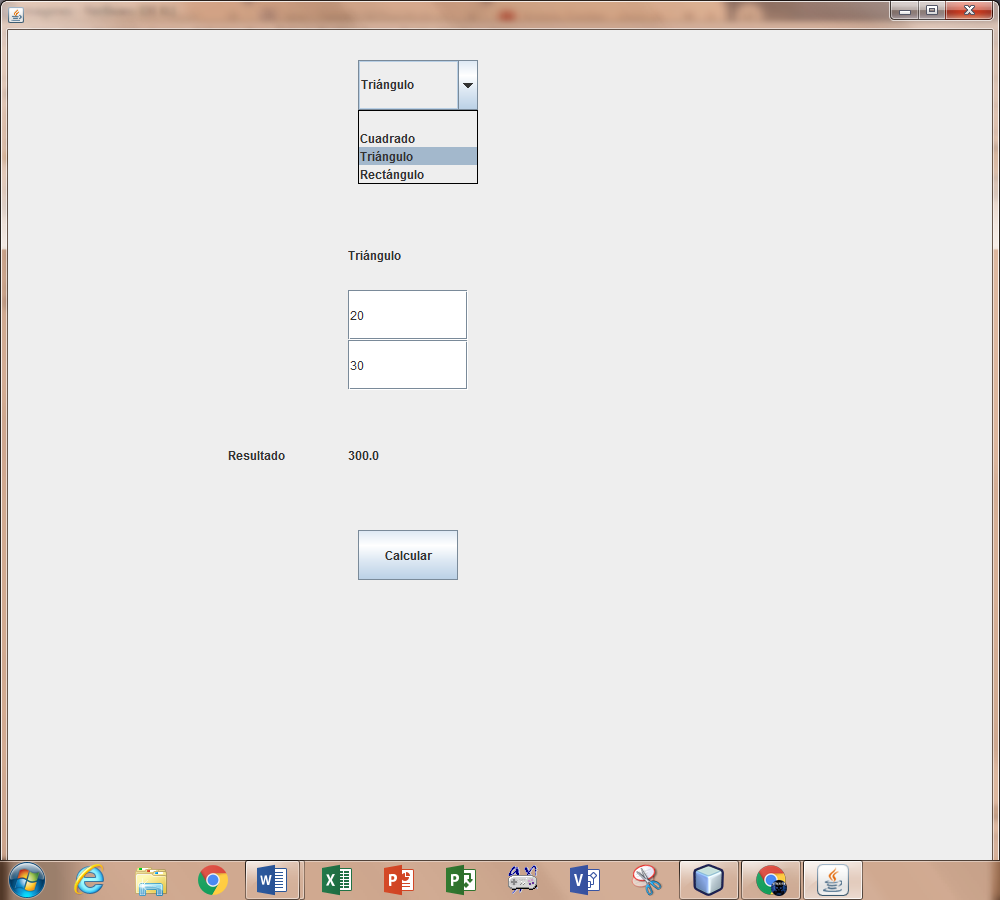 Triángulo
Cuadrado
Triángulo
Rectángulo
Triángulo
20
30
Resultado 300.0
Calcular